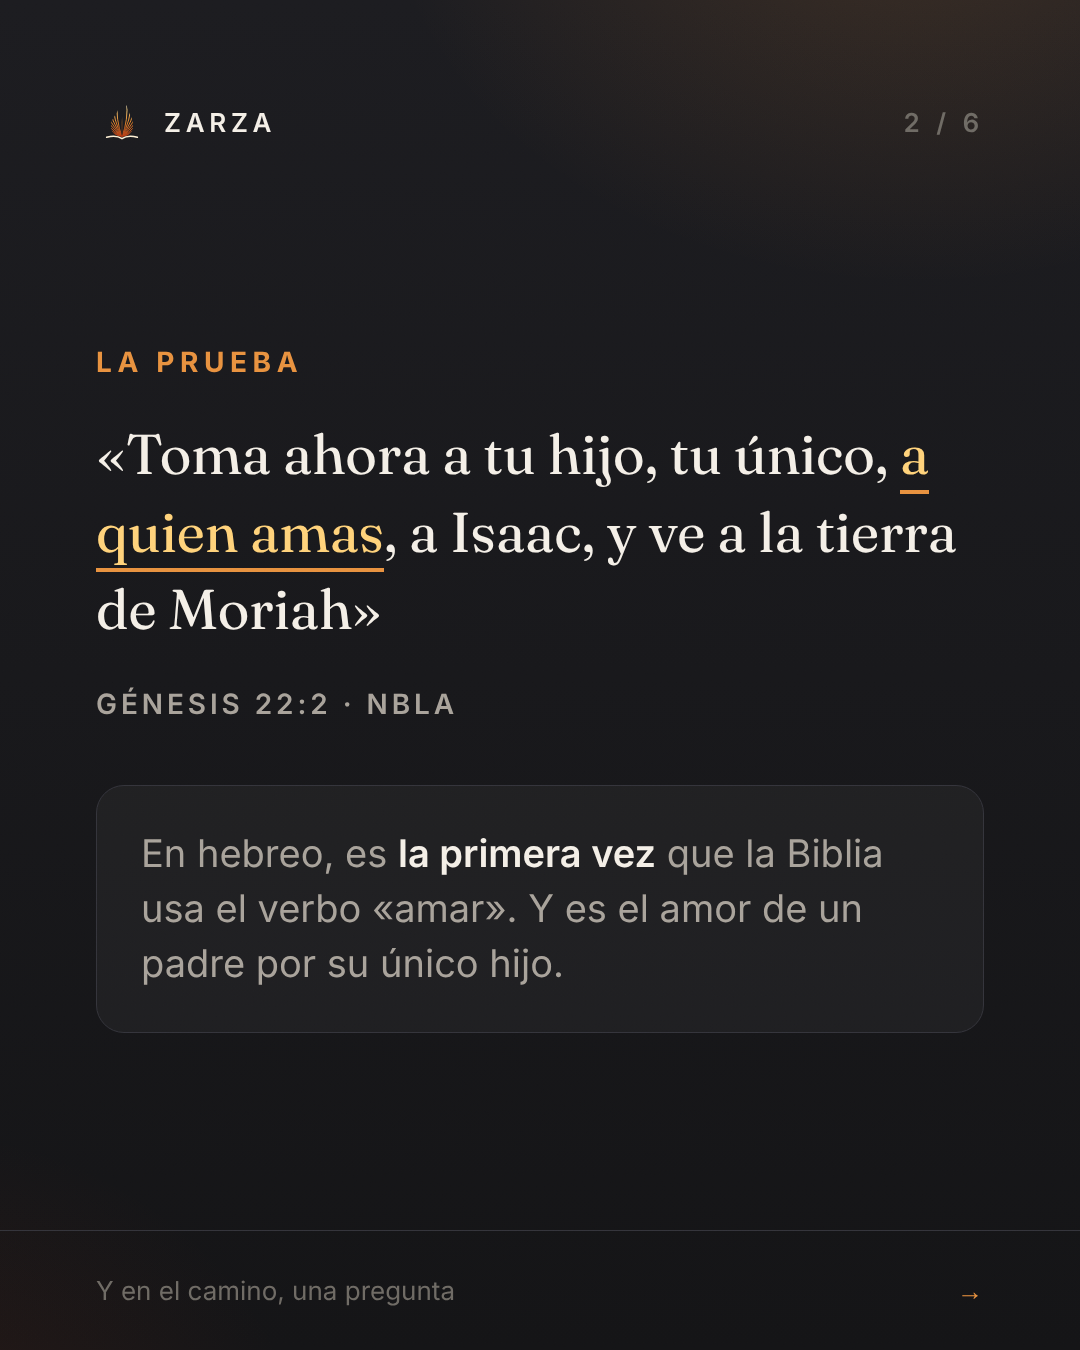 ZARZA
2 / 6
LA PRUEBA
«Toma ahora a tu hijo, tu único, a
quien amas, a Isaac, y ve a la tierra
de Moriah»
GÉNESIS 22:2 · NBLA
En hebreo, es la primera vez que la Biblia
usa el verbo «amar». Y es el amor de un
padre por su único hijo.
Y en el camino, una pregunta →